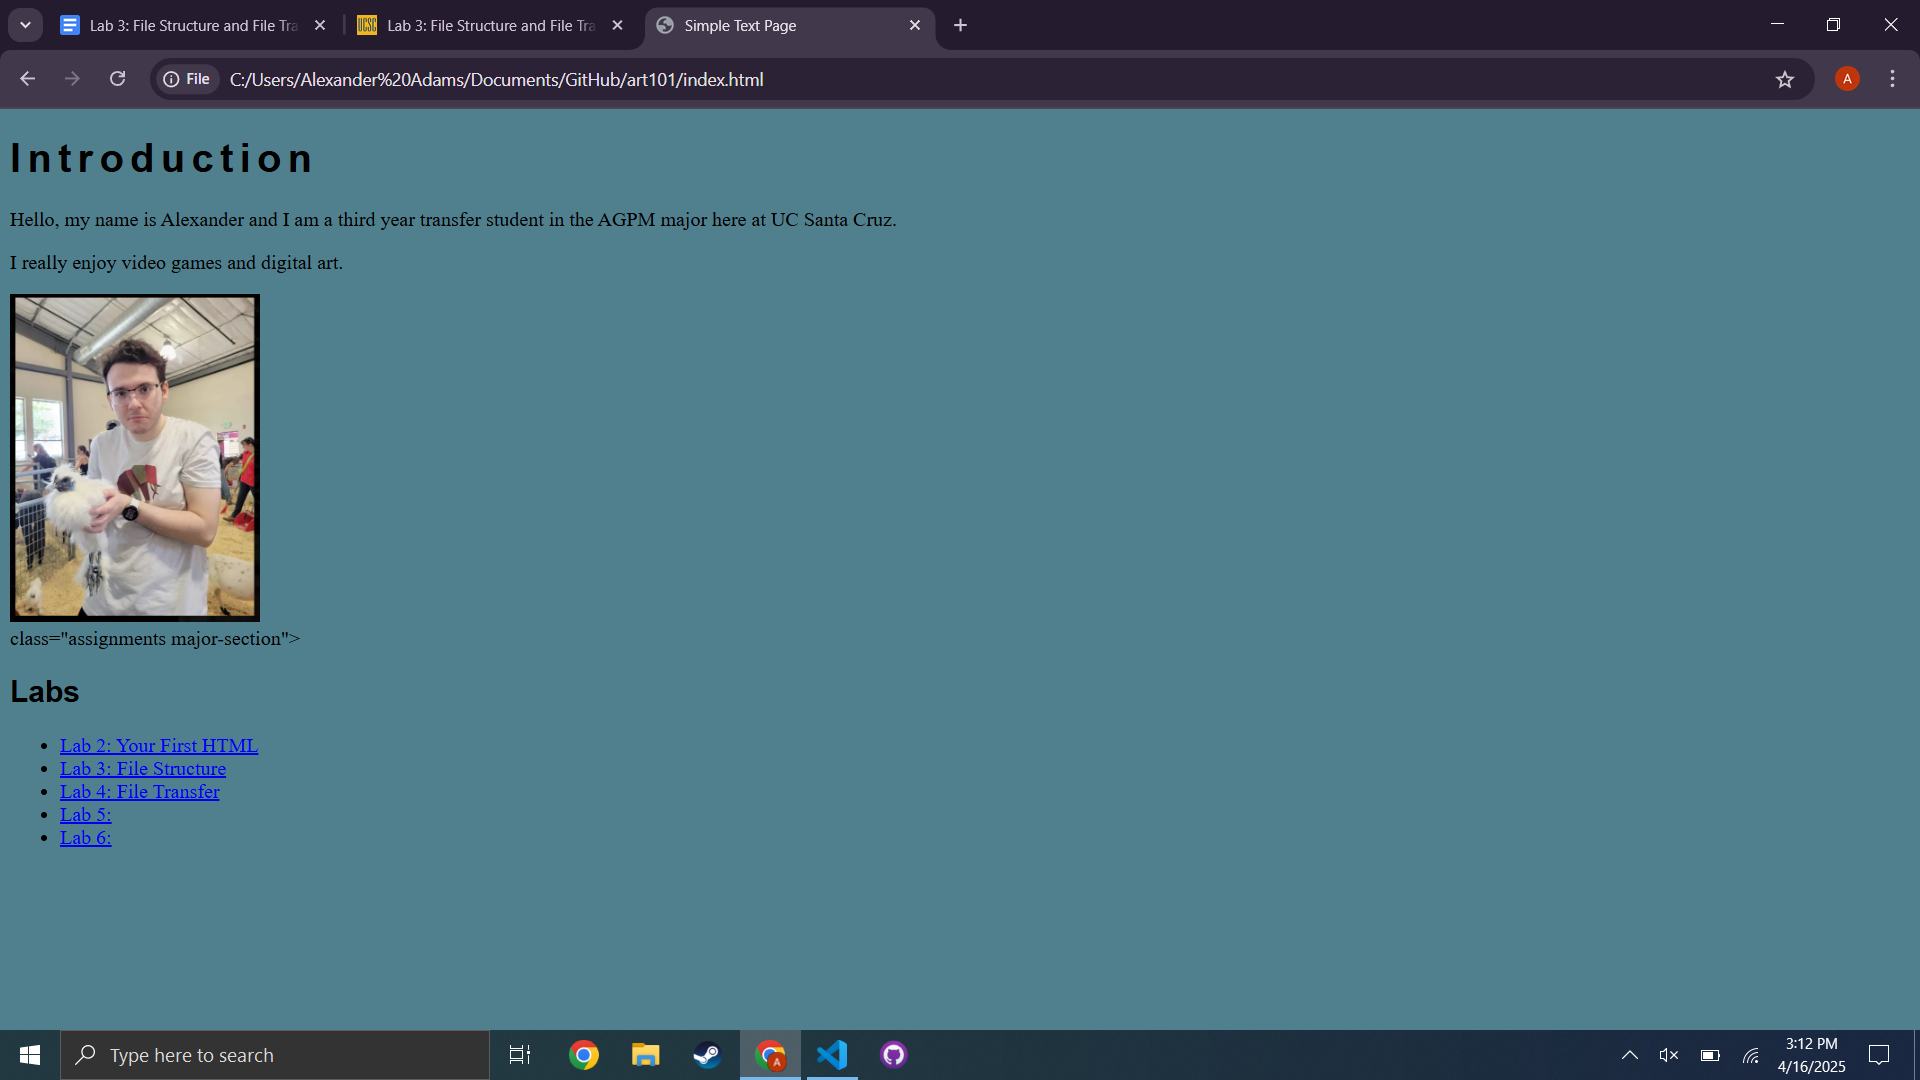 Lab 3: File Structure and File Tra
UCSC
Lab 3: File Structure and File Tra
Simple Text Page
File
C:/Users/Alexander%20Adams/Documents/GitHub/art101/index.html
A
Introduction
Hello, my name is Alexander and I am a third year transfer student in the AGPM major here at UC Santa Cruz.
I really enjoy video games and digital art.
class="assignments major-section">
Labs
Lab 2: Your First HTML
Lab 3: File Structure
Lab 4: File Transfer
Lab 5:
Lab 6:
Type here to search
A
3:12 PM
4/16/2025